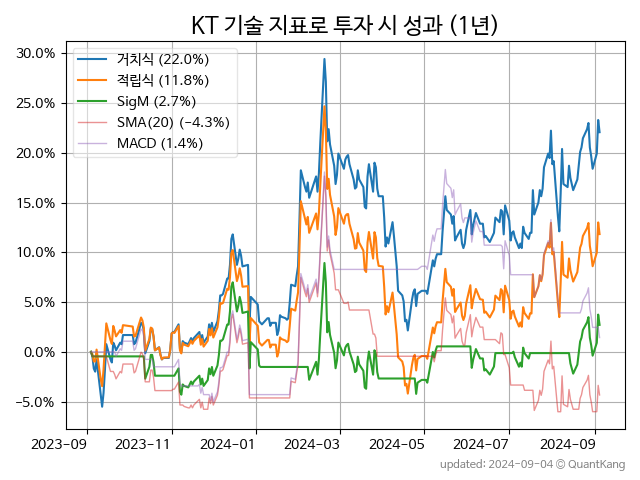 KT 기술 지표로 투자 시 성과 (1년)
30.0%
25.0%
20.0%
15.0%
10.0%
5.0%
0.0%
−5.0%
거치식 (22.0%)
적립식 (11.8%)
SigM (2.7%)
SMA(20) (−4.3%)
MACD (1.4%)
2023-09 2023-11 2024-01 2024-03 2024-05 2024-07 2024-09
updated: 2024-09-04 © QuantKang